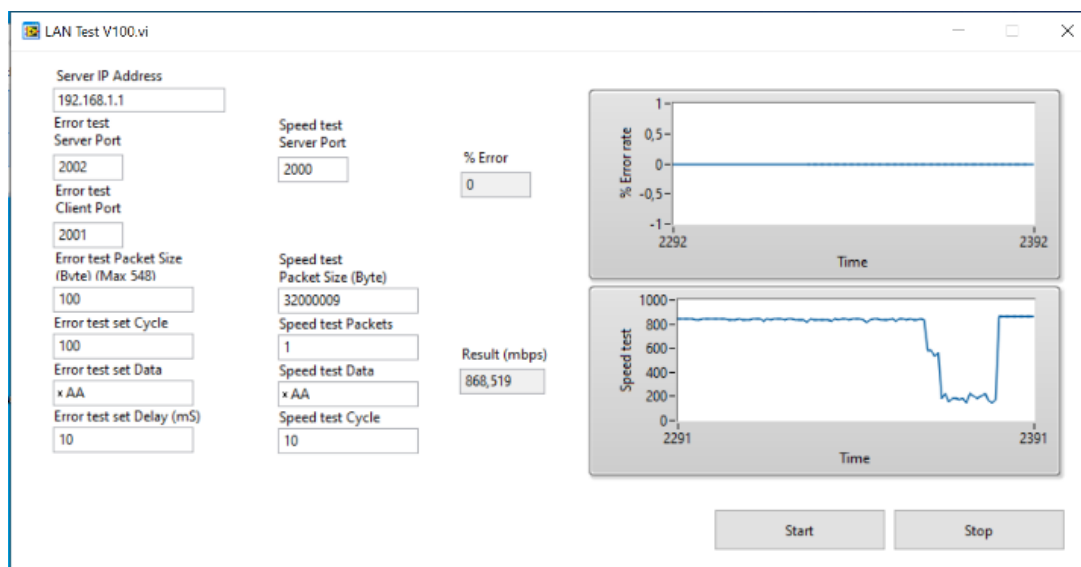 LAN Test V100.vi
Server IP Address
192.168.1.1
Error test
Server Port
2002
Speed test
Server Port
2000
% Error
0
Error test
Client Port
2001
Error test Packet Size
(Byte) (Max 548)
100
Speed test
Packet Size (Byte)
32000009
Error test set Cycle
100
Speed test Packets
1
Result (mbps)
868,519
Error test set Data
× AA
Speed test Data
× AA
Error test set Delay (mS)
10
Speed test Cycle
10
% Error rate
1
0,5
0
-0,5
-1
2292
2392
Time
Speed test
1000
800
600
400
200
0
2291
2391
Time
Start
Stop